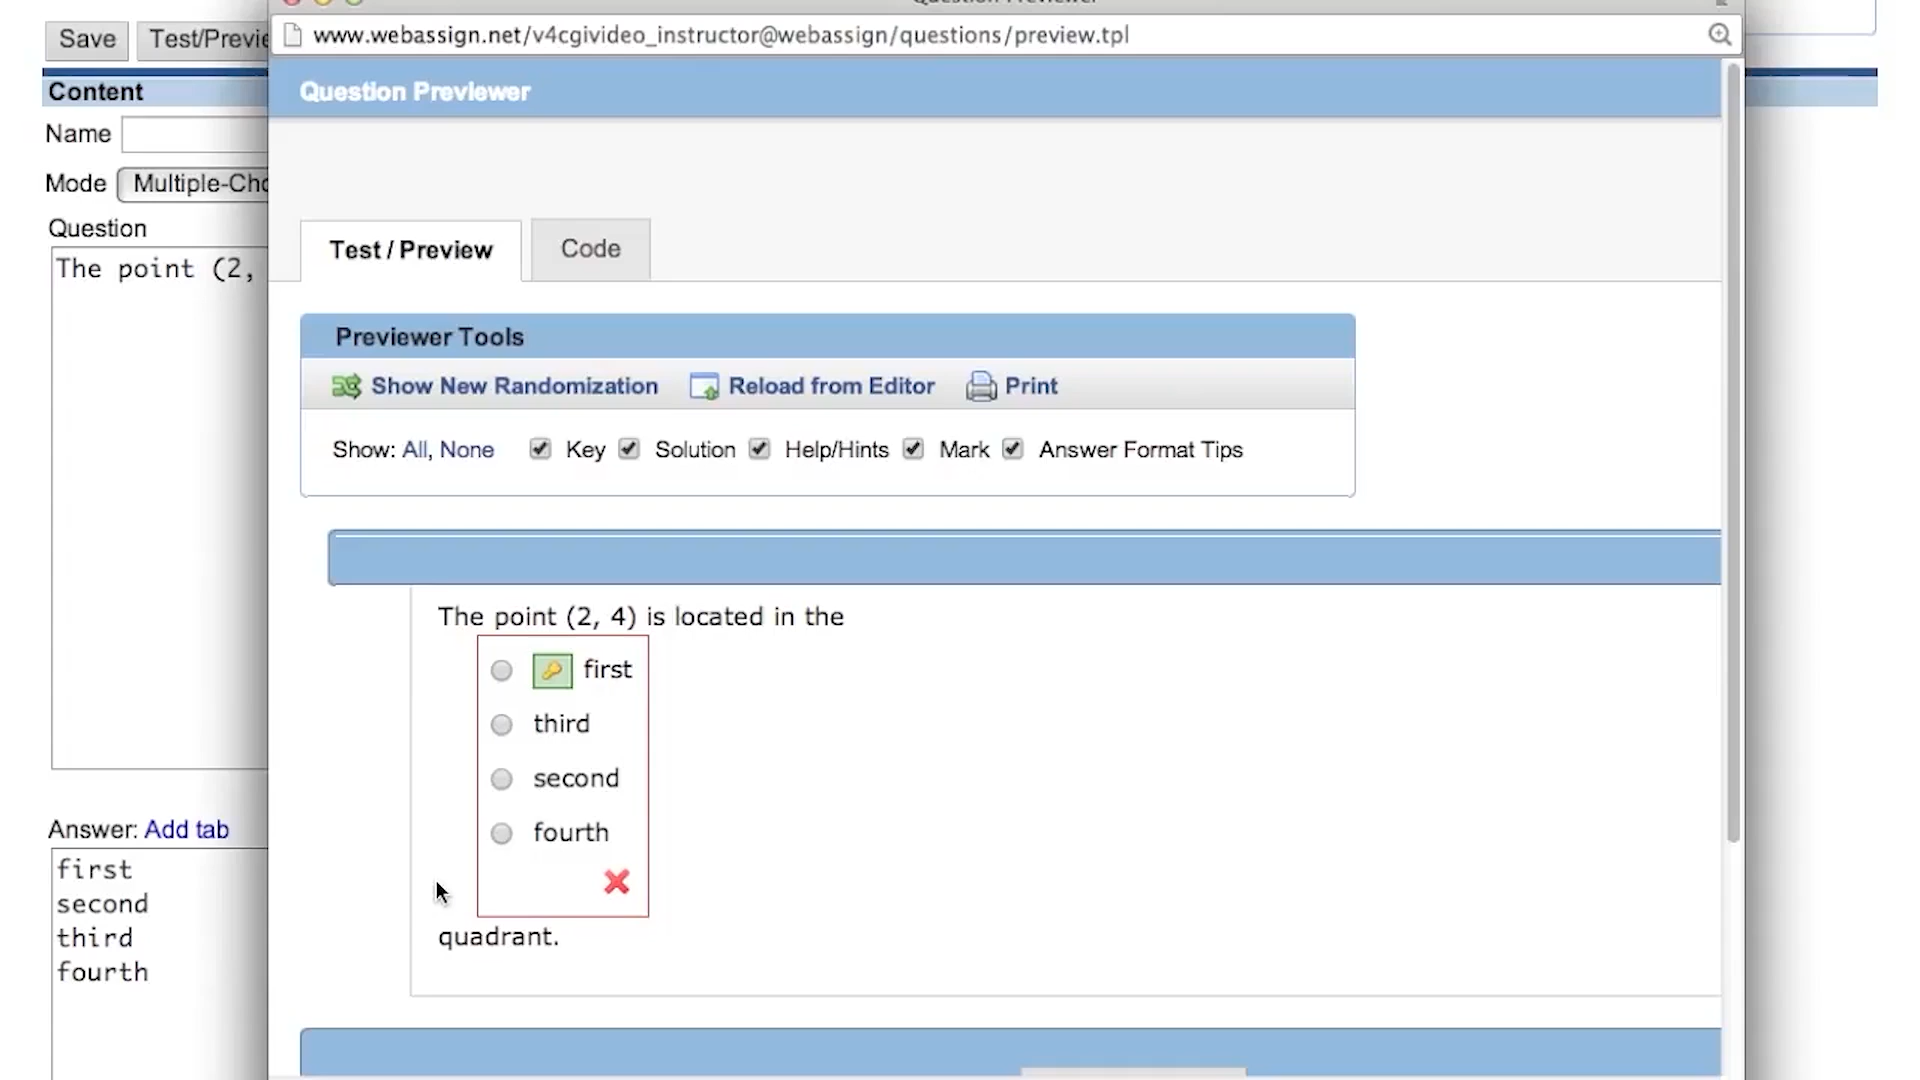 Question Previewer
www.webassign.net/v4cgivideo_instructor@webassign/questions/preview.tpl
Save
Test/Previe
Content
Name
Mode
Multiple-Cho
Question
The point (2,
Answer: Add tab
first
second
third
fourth
Question Previewer
Test / Preview
Code
Previewer Tools
Show New Randomization
Reload from Editor
Print
Show: All, None
Key
Solution
Help/Hints
Mark
Answer Format Tips
The point (2, 4) is located in the
first
third
second
fourth
quadrant.